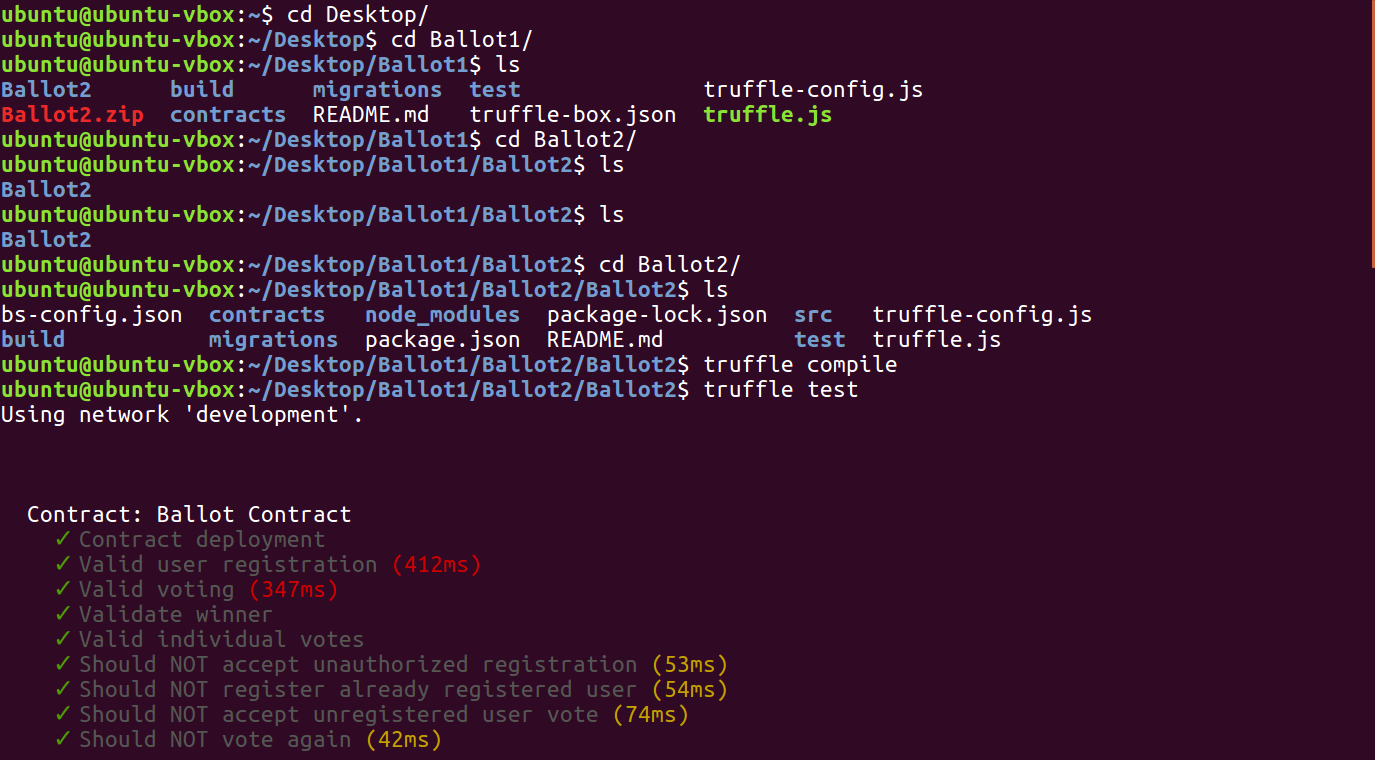 ubuntu@ubuntu-vbox:~$ cd Desktop/
ubuntu@ubuntu-vbox:~/Desktop$ cd Ballot1/
ubuntu@ubuntu-vbox:~/Desktop/Ballot1$ ls
Ballot2 build migrations test truffle-config.js
Ballot2.zip contracts README.md truffle-box.json truffle.js
ubuntu@ubuntu-vbox:~/Desktop/Ballot1$ cd Ballot2/
ubuntu@ubuntu-vbox:~/Desktop/Ballot1/Ballot2$ ls
Ballot2
ubuntu@ubuntu-vbox:~/Desktop/Ballot1/Ballot2$ ls
Ballot2
ubuntu@ubuntu-vbox:~/Desktop/Ballot1/Ballot2$ cd Ballot2/
ubuntu@ubuntu-vbox:~/Desktop/Ballot1/Ballot2/Ballot2$ ls
bs-config.json contracts node_modules package-lock.json src truffle-config.js
build migrations package.json README.md test truffle.js
ubuntu@ubuntu-vbox:~/Desktop/Ballot1/Ballot2/Ballot2$ truffle compile
ubuntu@ubuntu-vbox:~/Desktop/Ballot1/Ballot2/Ballot2$ truffle test
Using network 'development'.
Contract: Ballot Contract
✓ Contract deployment
✓ Valid user registration (412ms)
✓ Valid voting (347ms)
✓ Validate winner
✓ Valid individual votes
✓ Should NOT accept unauthorized registration (53ms)
✓ Should NOT register already registered user (54ms)
✓ Should NOT accept unregistered user vote (74ms)
✓ Should NOT vote again (42ms)